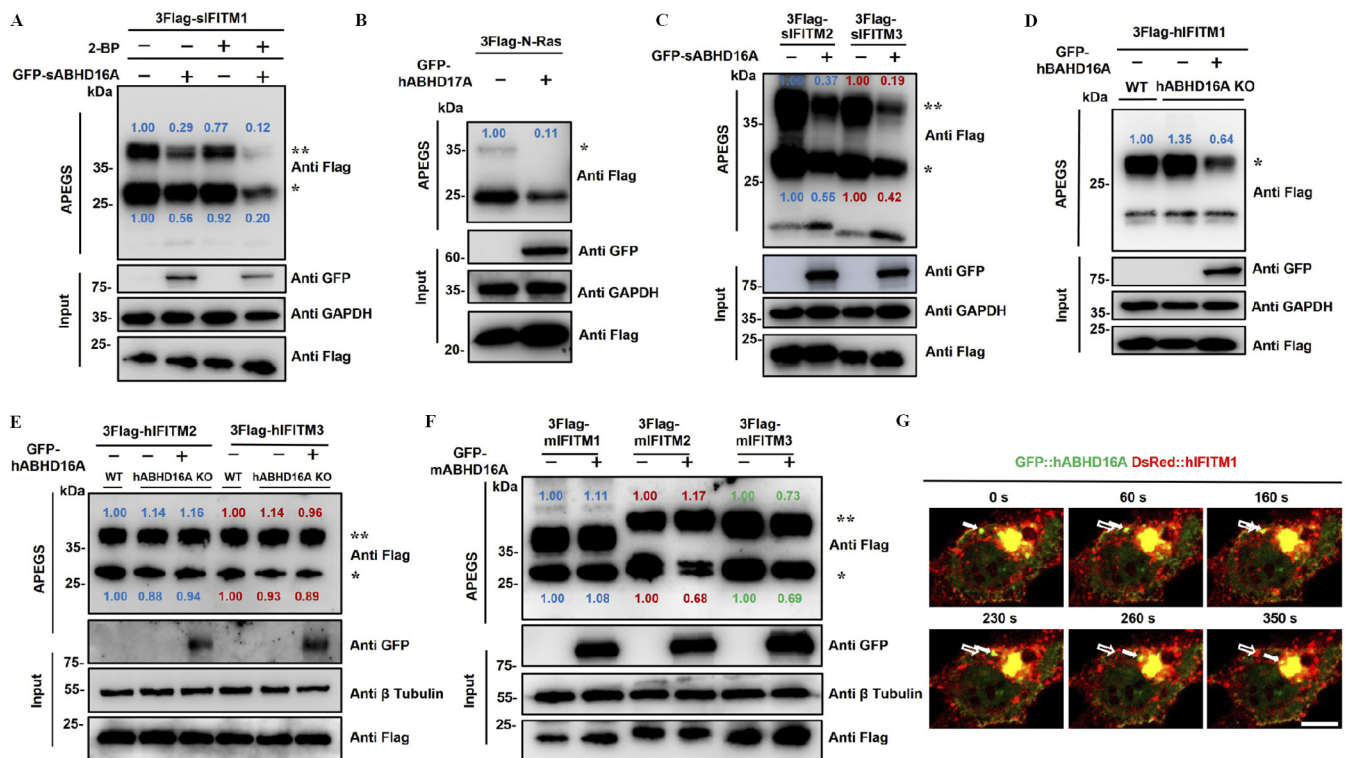 A
3Flag-sIFITM1
2-BP – – + +
GFP-sABHD16A – + – +
kDa
APEGS
1.00 0.29 0.77 0.12
**
35-
Anti Flag
*
25-
1.00 0.56 0.92 0.20
Input
75-
Anti GFP
35-
Anti GAPDH
25-
Anti Flag
B
3Flag-N-Ras
GFP-
hABHD17A – +
kDa
APEGS
1.00 0.11
35-
*
Anti Flag
25-
Input
60-
Anti GFP
35-
Anti GAPDH
Anti Flag
20-
C
3Flag- 3Flag-
sIFITM2 sIFITM3
GFP-sABHD16A – + – +
kDa
APEGS
1.00 0.37 1.00 0.19
**
35-
Anti Flag
*
25-
1.00 0.55 1.00 0.42
Input
75-
Anti GFP
35-
Anti GAPDH
25-
Anti Flag
D
3Flag-hIFITM1
GFP-
hBAHD16A – – +
WT hABHD16A KO
kDa
APEGS
1.00 1.35 0.64
*
25-
Anti Flag
Input
75-
Anti GFP
35-
Anti GAPDH
25-
Anti Flag
E
3Flag-hIFITM2 3Flag-hIFITM3
GFP-
hABHD16A – – + – – +
WT hABHD16A KO WT hABHD16A KO
kDa
APEGS
1.00 1.14 1.16 1.00 1.14 0.96
**
35-
Anti Flag
*
25-
1.00 0.88 0.94 1.00 0.93 0.89
Input
Anti GFP
75-
55-
Anti β Tubulin
25-
Anti Flag
F
3Flag- 3Flag- 3Flag-
mIFITM1 mIFITM2 mIFITM3
GFP-
mABHD16A – + – + – +
kDa
APEGS
1.00 1.11 1.00 1.17 1.00 0.73
**
35-
Anti Flag
*
25-
1.00 1.08 1.00 0.68 1.00 0.69
Input
Anti GFP
75-
55-
Anti β Tubulin
25-
Anti Flag
G
GFP::hABHD16A DsRed::hIFITM1
0 s 60 s 160 s
230 s 260 s 350 s